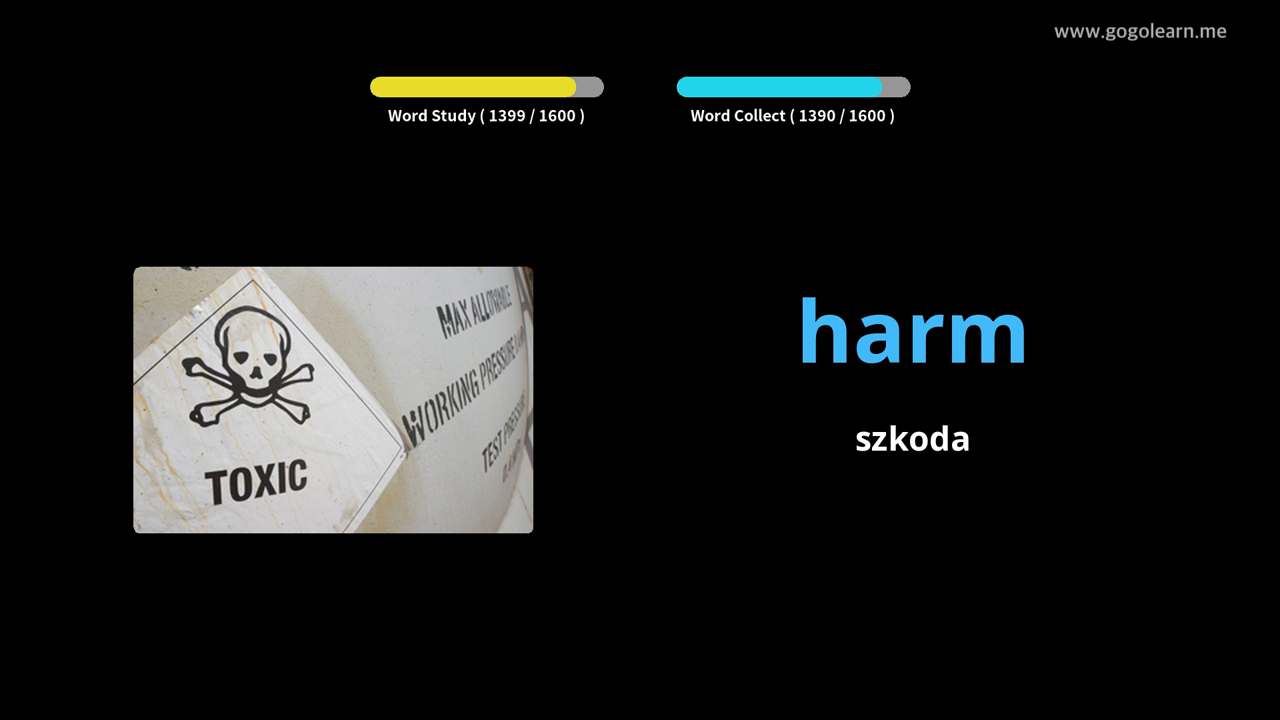 www.gogolearn.me
Word Study ( 1399 / 1600 )
Word Collect ( 1390 / 1600 )
MAX ALLOWABLE
WORKING PRESSURE
TEST PRESSURE
TOXIC
harm
szkoda